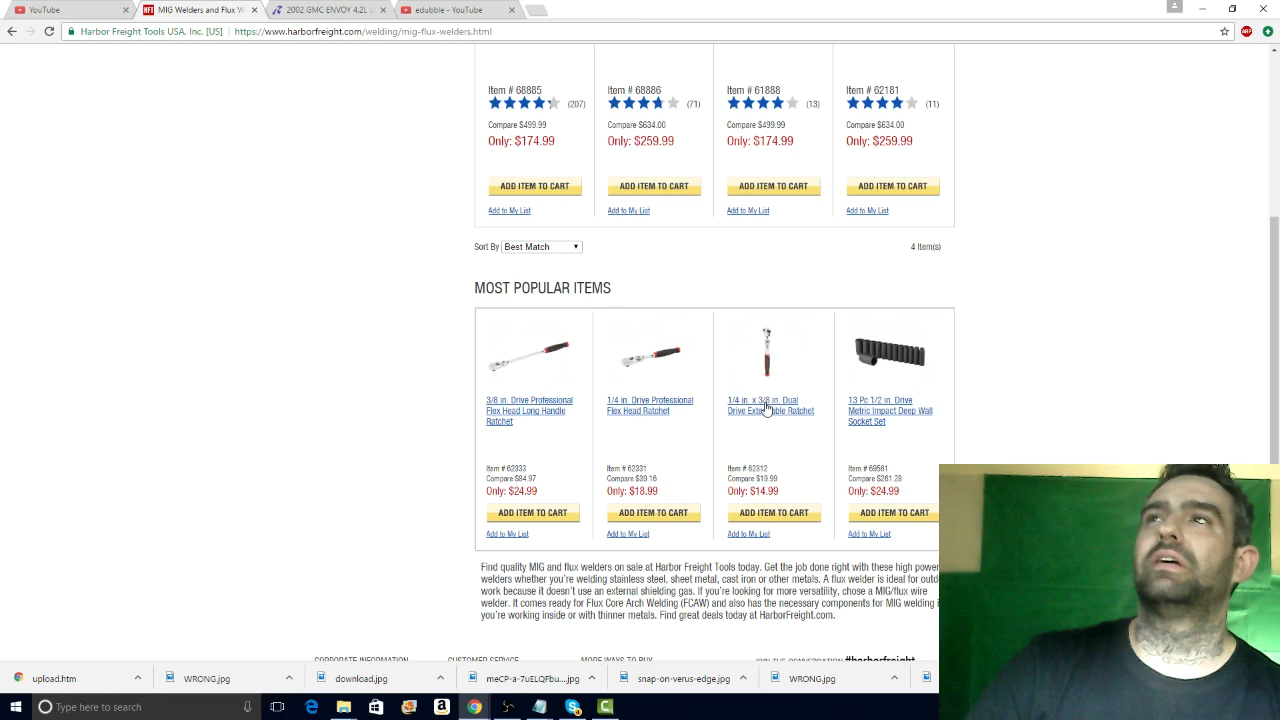 YouTube
MIG Welders and Flux W
2002 GMC ENVOY 4.2L L
edubble - YouTube
Harbor Freight Tools USA, Inc. [US]
https://www.harborfreight.com/welding/mig-flux-welders.html
ABP
Item # 68885
Item # 68886
Item # 61888
Item # 62181
(207)
(71)
(13)
(11)
Compare $499.99
Compare $634.00
Compare $499.99
Compare $634.00
Only: $174.99
Only: $259.99
Only: $174.99
Only: $259.99
ADD ITEM TO CART
ADD ITEM TO CART
ADD ITEM TO CART
ADD ITEM TO CART
Add to My List
Add to My List
Add to My List
Add to My List
Sort By Best Match
4 Item(s)
MOST POPULAR ITEMS
3/8 in. Drive Professional
Flex Head Long Handle
Ratchet
1/4 in. Drive Professional
Flex Head Ratchet
1/4 in. x 3/8 in. Dual
Drive Extendable Ratchet
13 Pc 1/2 in. Drive
Metric Impact Deep Wall
Socket Set
Item # 62333
Item # 62331
Item # 62312
Item # 69561
Compare $84.97
Compare $39.16
Compare $19.99
Compare $261.28
Only: $24.99
Only: $18.99
Only: $14.99
Only: $24.99
ADD ITEM TO CART
ADD ITEM TO CART
ADD ITEM TO CART
ADD ITEM TO CART
Add to My List
Add to My List
Add to My List
Add to My List
Find quality MIG and flux welders on sale at Harbor Freight Tools today. Get the job done right with these high power
welders whether you're welding stainless steel, sheet metal, cast iron or other metals. A flux welder is ideal for outd
work because it doesn't use an external shielding gas. If you're looking for more versatility, chose a MIG/flux wire
welder. It comes ready for Flux Core Arch Welding (FCAW) and also has the necessary components for MIG welding i
you're working inside or with thinner metals. Find great deals today at HarborFreight.com.
CORPORATE INFORMATION
CUSTOMER SERVICE
MORE WAYS TO BUY
JOIN THE CONVERSATION #harborfreight
upload.htm
WRONG.jpg
download.jpg
meCP-a-7uELQFbu....jpg
snap-on-verus-edge.jpg
WRONG.jpg
Type here to search